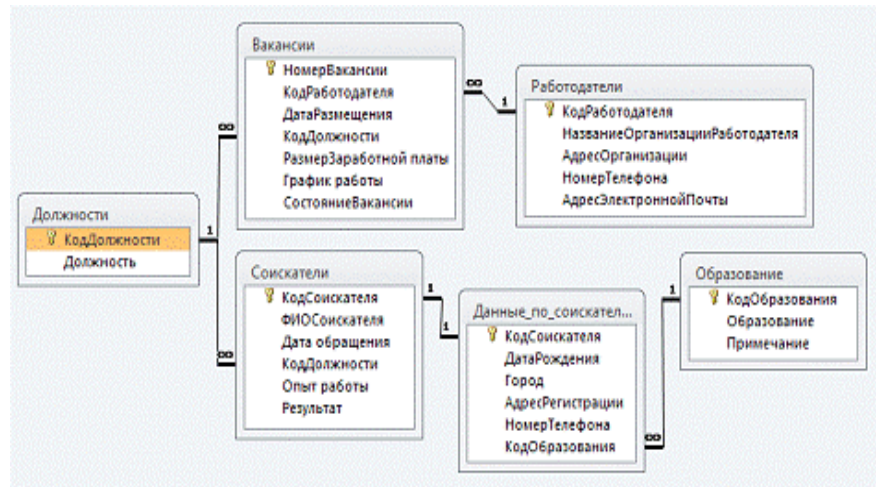 Вакансии
НомерВакансии
КодРаботодателя
ДатаРазмещения
КодДолжности
РазмерЗаработной платы
График работы
СостояниеВакансии
∞
1
Работодатели
КодРаботодателя
НазваниеОрганизацииРаботодателя
АдресОрганизации
НомерТелефона
АдресЭлектроннойПочты
∞
Должности
КодДолжности
Должность
1
∞
Соискатели
КодСоискателя
ФИОСоискателя
Дата обращения
КодДолжности
Опыт работы
Результат
1
1
Данные_по_соискател...
КодСоискателя
ДатаРождения
Город
АдресРегистрации
НомерТелефона
КодОбразования
∞
1
Образование
КодОбразования
Образование
Примечание